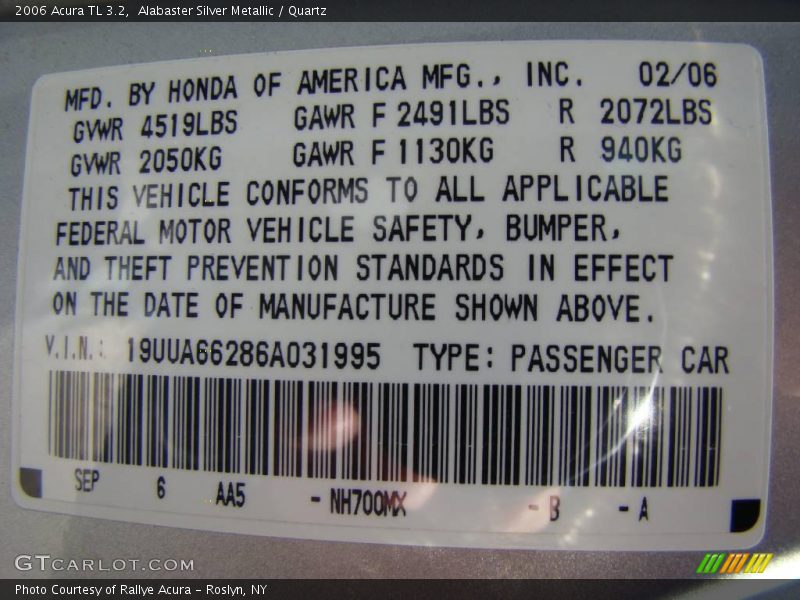 2006 Acura TL 3.2,  Alabaster Silver Metallic / Quartz
MFD. BY HONDA OF AMERICA MFG., INC. 02/06
GVWR 4519LBS GAWR F 2491LBS R 2072LBS
GVWR 2050KG GAWR F 1130KG R 940KG
THIS VEHICLE CONFORMS TO ALL APPLICABLE
FEDERAL MOTOR VEHICLE SAFETY, BUMPER,
AND THEFT PREVENTION STANDARDS IN EFFECT
ON THE DATE OF MANUFACTURE SHOWN ABOVE.
V.I.N.: 19UUA66286A031995 TYPE: PASSENGER CAR
SEP 6 AA5 - NH700MX - B - A
GTCARLOT.COM
Photo Courtesy of Rallye Acura – Roslyn, NY